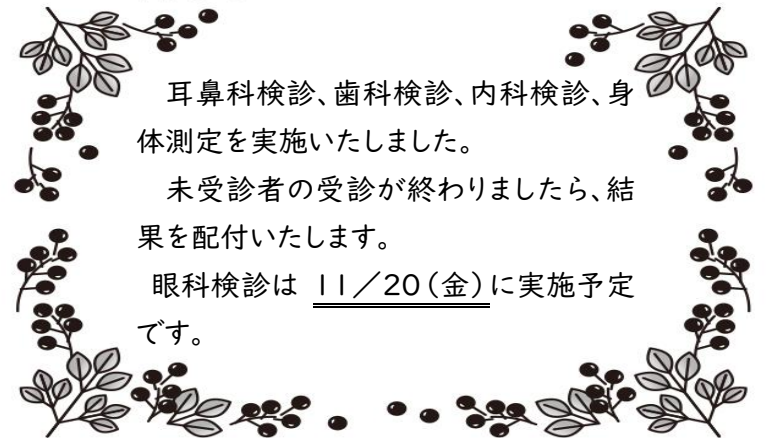 耳鼻科検診、歯科検診、内科検診、身
体測定を実施いたしました。
未受診者の受診が終わりましたら、結
果を配付いたします。
眼科検診は 11／20（金）に実施予定
です。